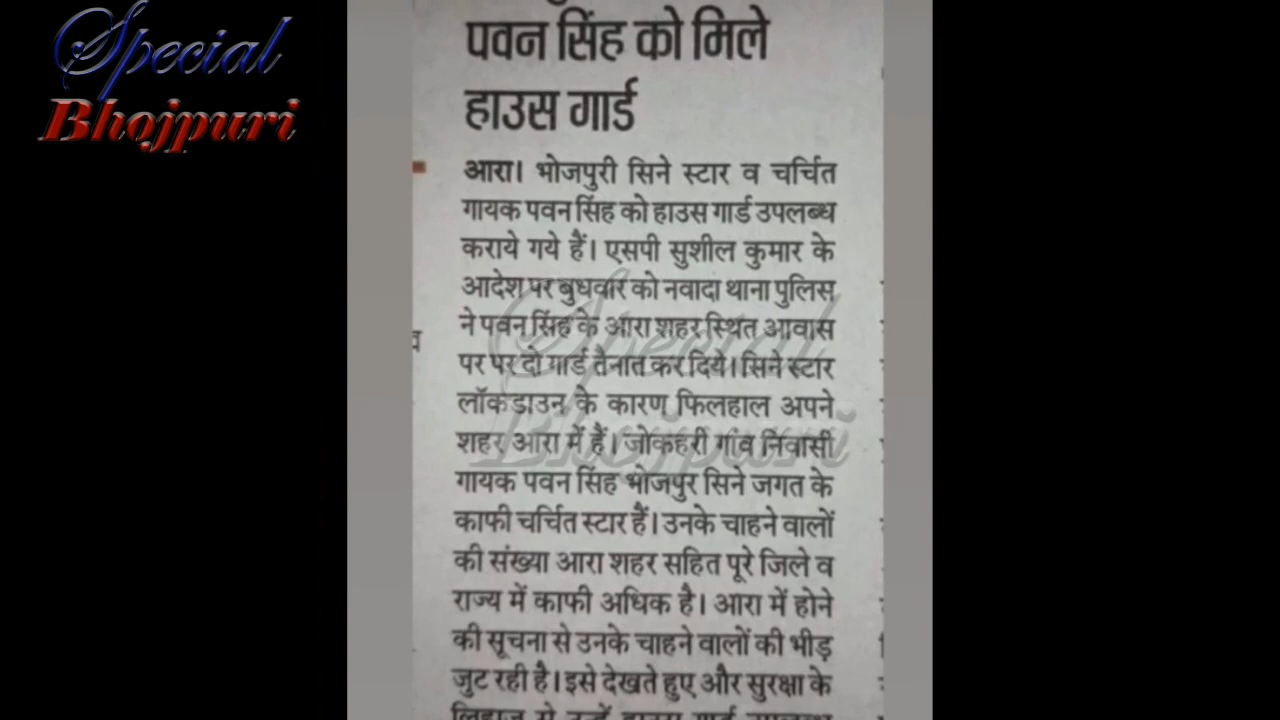 Special
Bhojpuri
पवन सिंह को मिले
हाउस गार्ड
आरा। भोजपुरी सिने स्टार व चर्चित
गायक पवन सिंह को हाउस गार्ड उपलब्ध
कराये गये हैं। एसपी सुशील कुमार के
आदेश पर बुधवार को नवादा थाना पुलिस
ने पवन सिंह के आरा शहर स्थित आवास
पर पर दो गार्ड तैनात कर दिये। सिने स्टार
लॉकडाउन के कारण फिलहाल अपने
शहर आरा में हैं। जोकहरी गांव निवासी
गायक पवन सिंह भोजपुर सिने जगत के
काफी चर्चित स्टार हैं। उनके चाहने वालों
की संख्या आरा शहर सहित पूरे जिले व
राज्य में काफी अधिक है। आरा में होने
की सूचना से उनके चाहने वालों की भीड़
जुट रही है। इसे देखते हुए और सुरक्षा के
Special
Bhojpuri